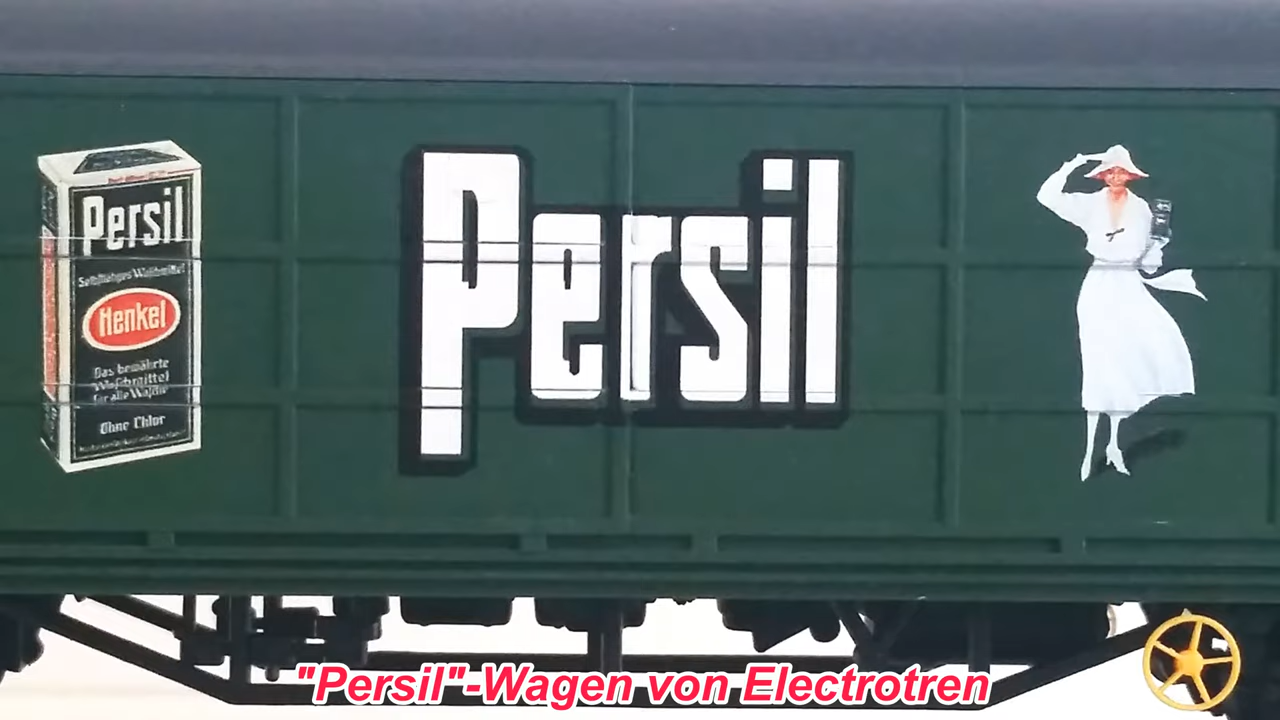 Persil
Selbsttätiges Waschmittel
Henkel
Das bewährte
Waschmittel
für alle Wäsche
Ohne Chlor
Persil
"Persil"-Wagen von Electrotren